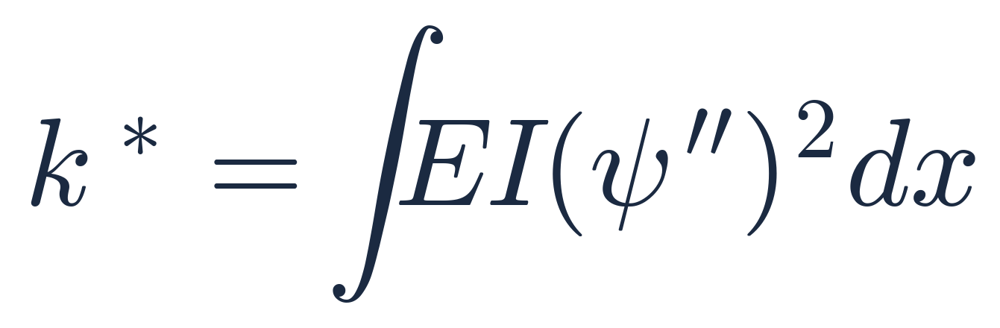 k * = ∫EI(ψ″)²dx